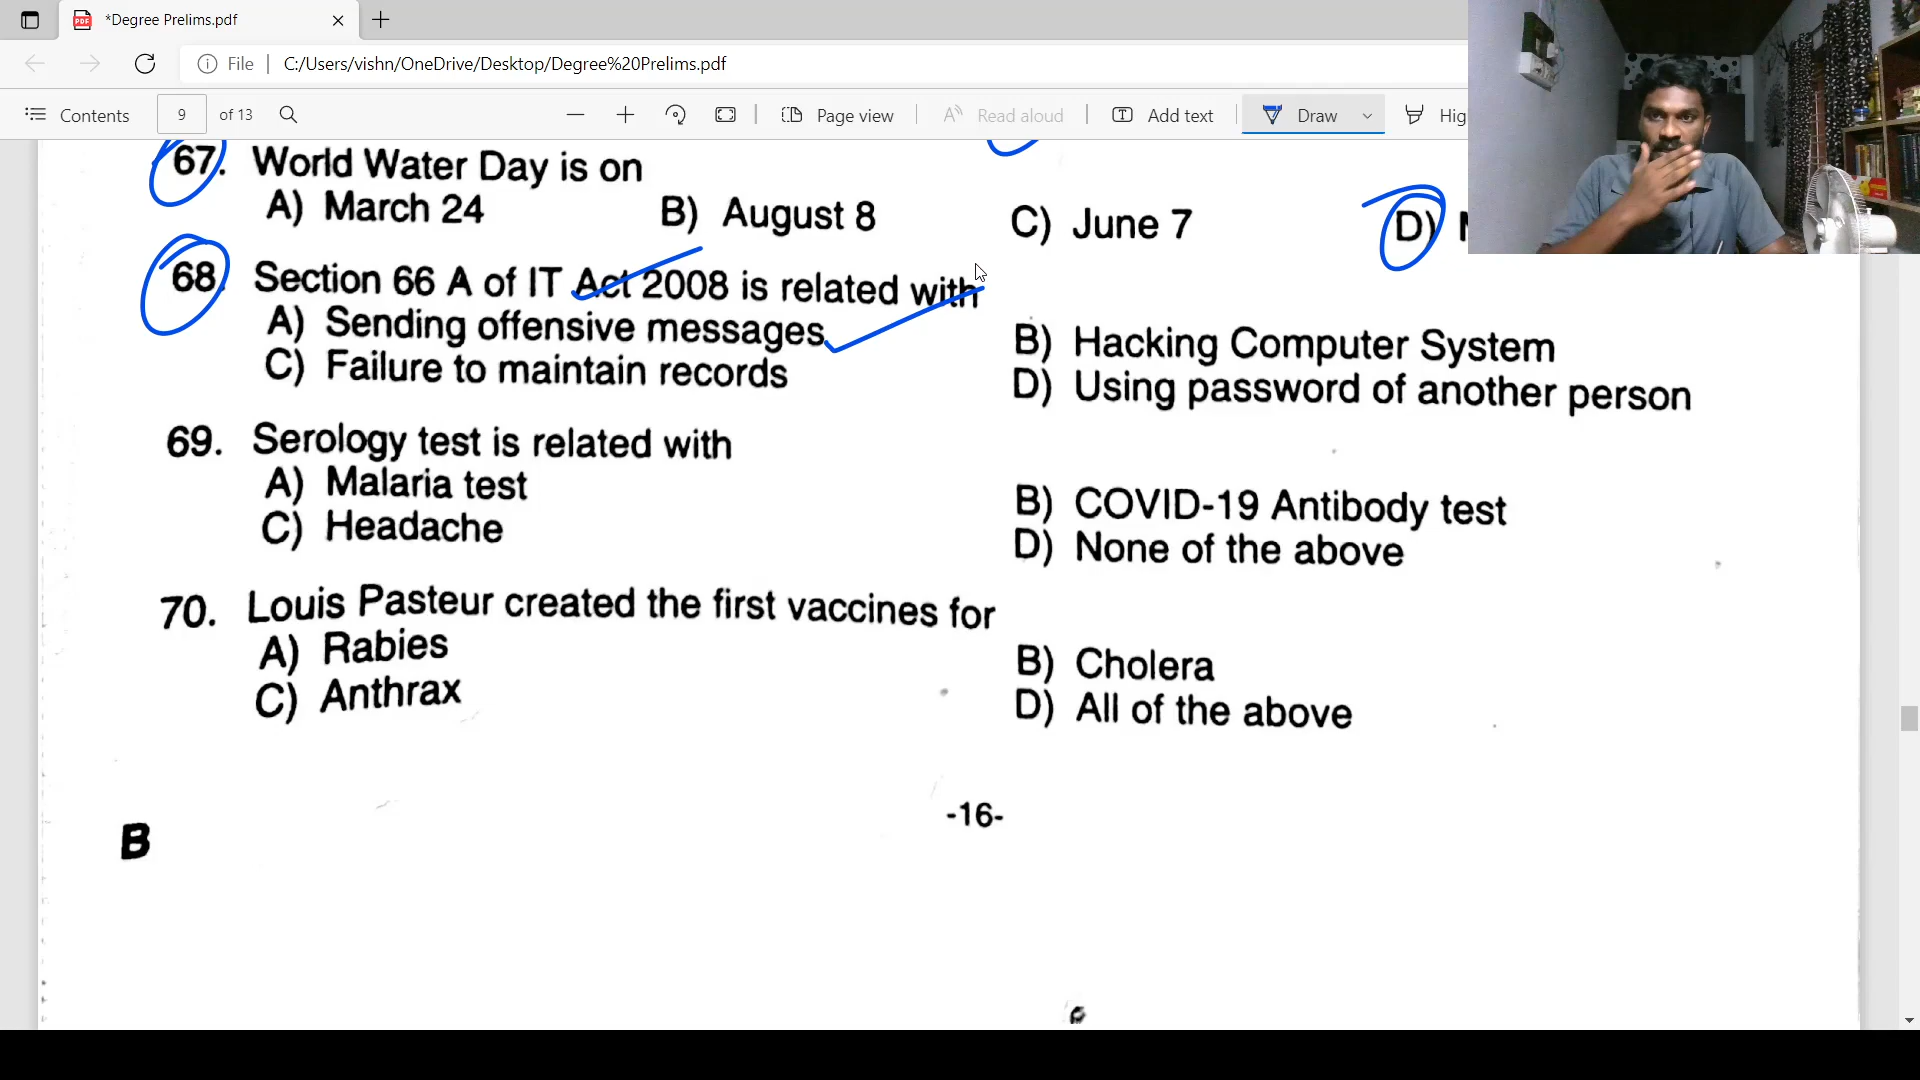 *Degree Prelims.pdf
File
C:/Users/vishn/OneDrive/Desktop/Degree%20Prelims.pdf
Contents
9
of 13
Page view
Read aloud
Add text
Draw
Hig
67. World Water Day is on
A) March 24
B) August 8
C) June 7
D)
68. Section 66 A of IT Act 2008 is related with
A) Sending offensive messages
B) Hacking Computer System
C) Failure to maintain records
D) Using password of another person
69. Serology test is related with
A) Malaria test
B) COVID-19 Antibody test
C) Headache
D) None of the above
70. Louis Pasteur created the first vaccines for
A) Rabies
B) Cholera
C) Anthrax
D) All of the above
-16-
B